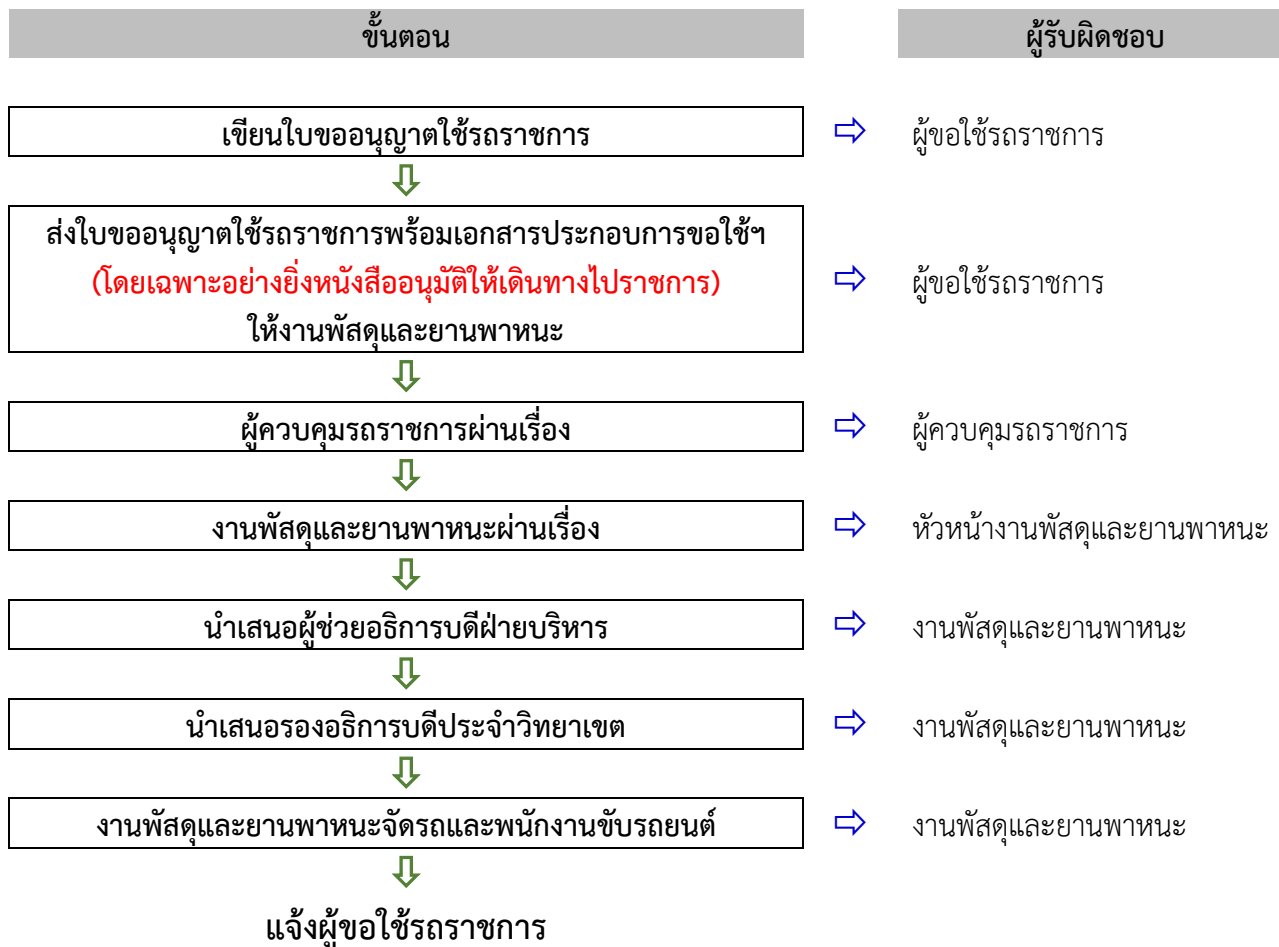 ขั้นตอน ผู้รับผิดชอบ
เขียนใบขออนุญาตใช้รถราชการ ผู้ขอใช้รถราชการ
ส่งใบขออนุญาตใช้รถราชการพร้อมเอกสารประกอบการขอใช้ฯ
(โดยเฉพาะอย่างยิ่งหนังสืออนุมัติให้เดินทางไปราชการ) ผู้ขอใช้รถราชการ
ให้งานพัสดุและยานพาหนะ
ผู้ควบคุมรถราชการผ่านเรื่อง ผู้ควบคุมรถราชการ
งานพัสดุและยานพาหนะผ่านเรื่อง หัวหน้างานพัสดุและยานพาหนะ
นำเสนอผู้ช่วยอธิการบดีฝ่ายบริหาร งานพัสดุและยานพาหนะ
นำเสนอรองอธิการบดีประจำวิทยาเขต งานพัสดุและยานพาหนะ
งานพัสดุและยานพาหนะจัดรถและพนักงานขับรถยนต์ งานพัสดุและยานพาหนะ
แจ้งผู้ขอใช้รถราชการ